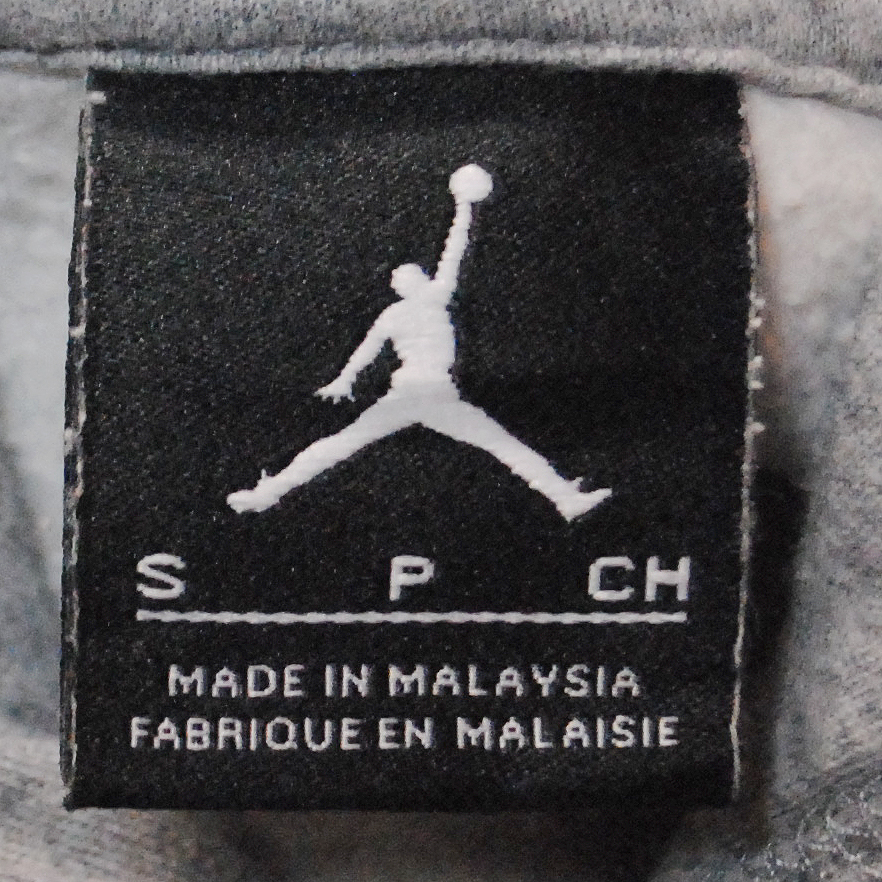 S P CH
MADE IN MALAYSIA
FABRIQUE EN MALAISIE